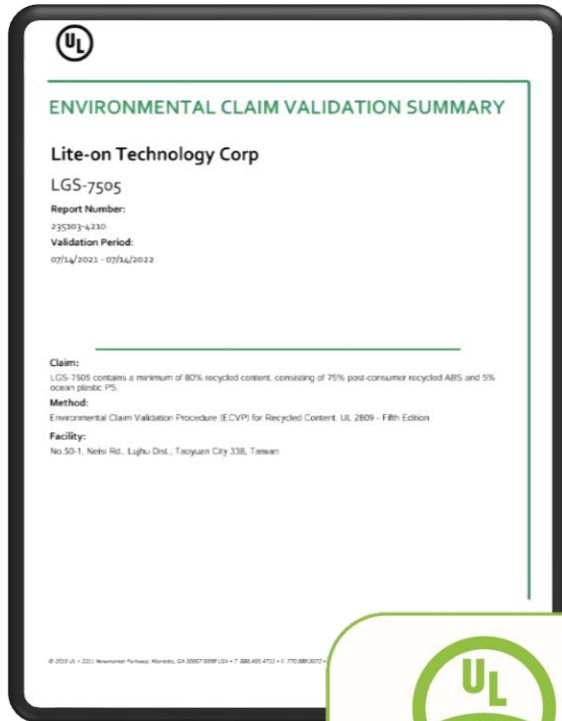 UL
ENVIRONMENTAL CLAIM VALIDATION SUMMARY
Lite-on Technology Corp
LGS-7505
Report Number:
235103-4210
Validation Period:
07/14/2021 - 07/14/2022
Claim:
LGS-7505 contains a minimum of 80% recycled content, consisting of 75% post-consumer recycled ABS and 5%
ocean plastic PS.
Method:
Environmental Claim Validation Procedure (ECVP) for Recycled Content, UL 2809 - Fifth Edition
Facility:
No.50-1, Neisi Rd., Lujhu Dist., Taoyuan City 338, Taiwan
UL